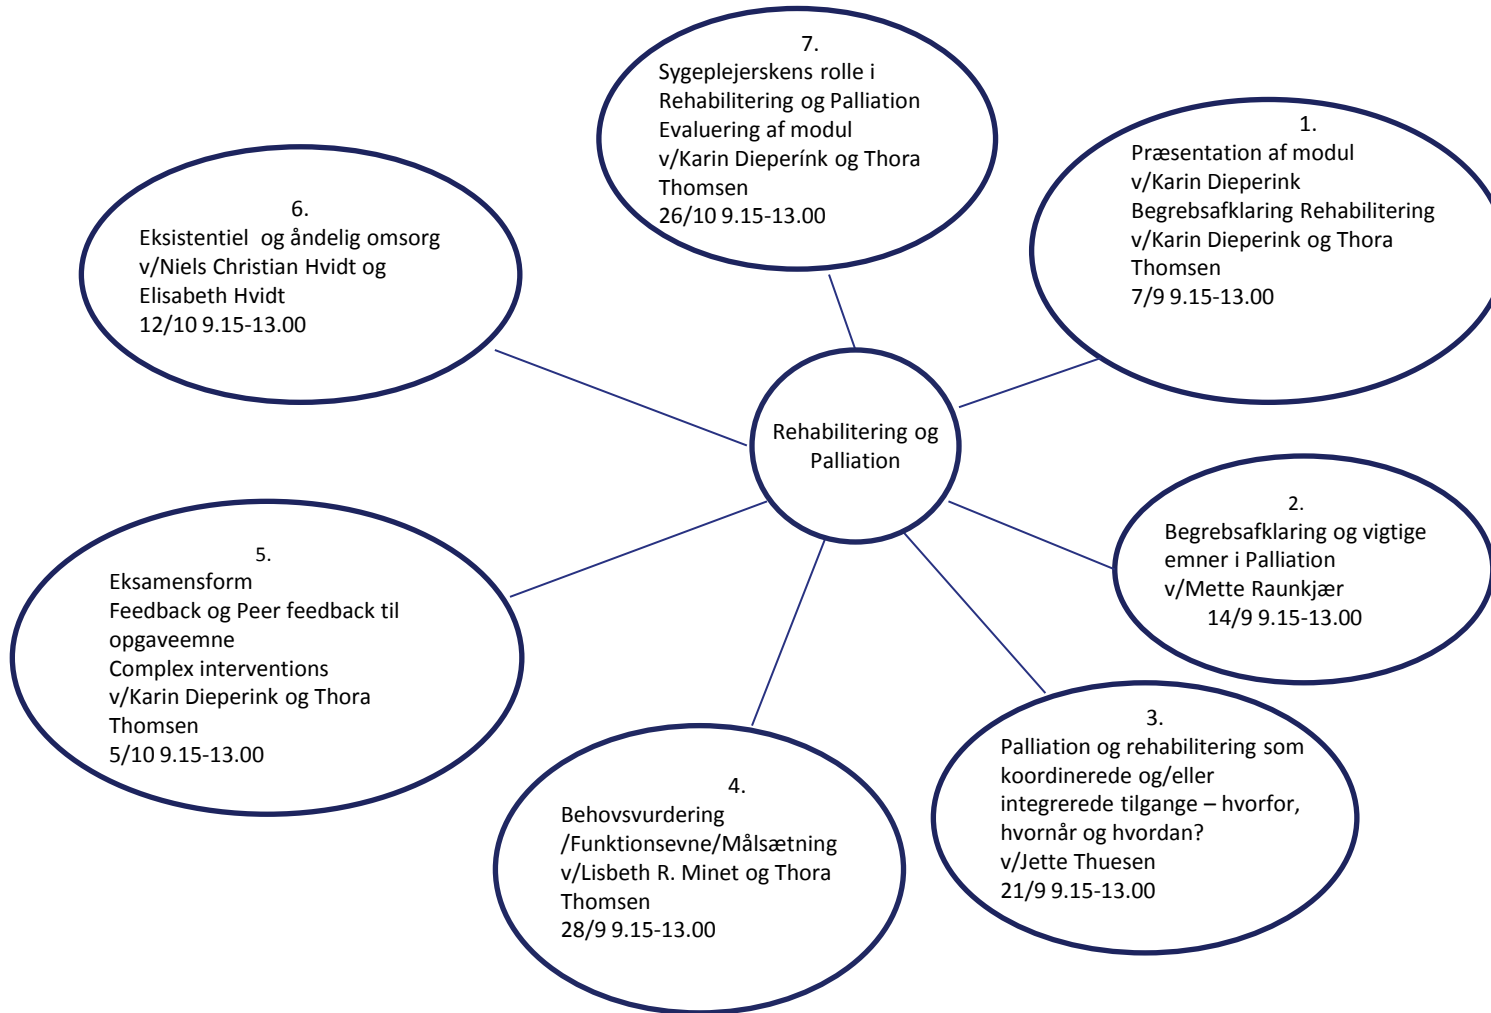 7.
Sygeplejerskens rolle i
Rehabilitering og Palliation
Evaluering af modul
v/Karin Dieperínk og Thora
Thomsen
26/10 9.15-13.00
1.
Præsentation af modul
v/Karin Dieperink
Begrebsafklaring Rehabilitering
v/Karin Dieperink og Thora
Thomsen
7/9 9.15-13.00
6.
Eksistentiel og åndelig omsorg
v/Niels Christian Hvidt og
Elisabeth Hvidt
12/10 9.15-13.00
Rehabilitering og
Palliation
2.
Begrebsafklaring og vigtige
emner i Palliation
v/Mette Raunkjær
14/9 9.15-13.00
5.
Eksamensform
Feedback og Peer feedback til
opgaveemne
Complex interventions
v/Karin Dieperink og Thora
Thomsen
5/10 9.15-13.00
3.
Palliation og rehabilitering som
koordinerede og/eller
integrerede tilgange – hvorfor,
hvornår og hvordan?
v/Jette Thuesen
21/9 9.15-13.00
4.
Behovsvurdering
/Funktionsevne/Målsætning
v/Lisbeth R. Minet og Thora
Thomsen
28/9 9.15-13.00